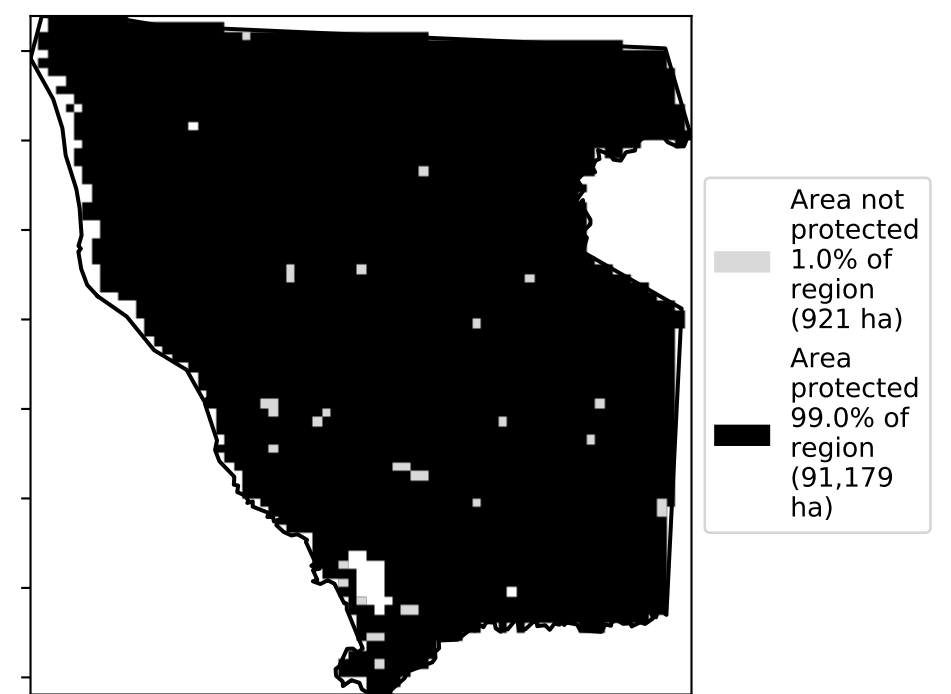 Area not
protected
1.0% of
region
(921 ha)
Area
protected
99.0% of
region
(91,179
ha)